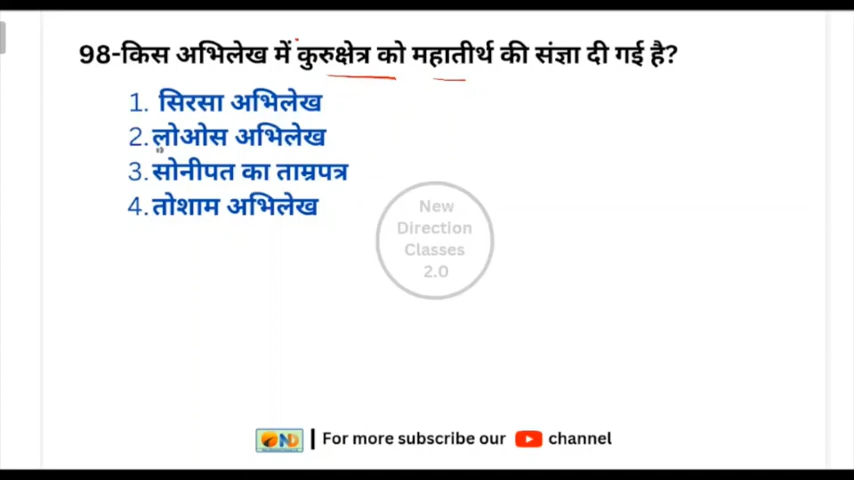 98-किस अभिलेख में कुरुक्षेत्र को महातीर्थ की संज्ञा दी गई है?
1. सिरसा अभिलेख
2. लोओस अभिलेख
3. सोनीपत का ताम्रपत्र
4. तोशाम अभिलेख
New
Direction
Classes
2.0
ND | For more subscribe our channel